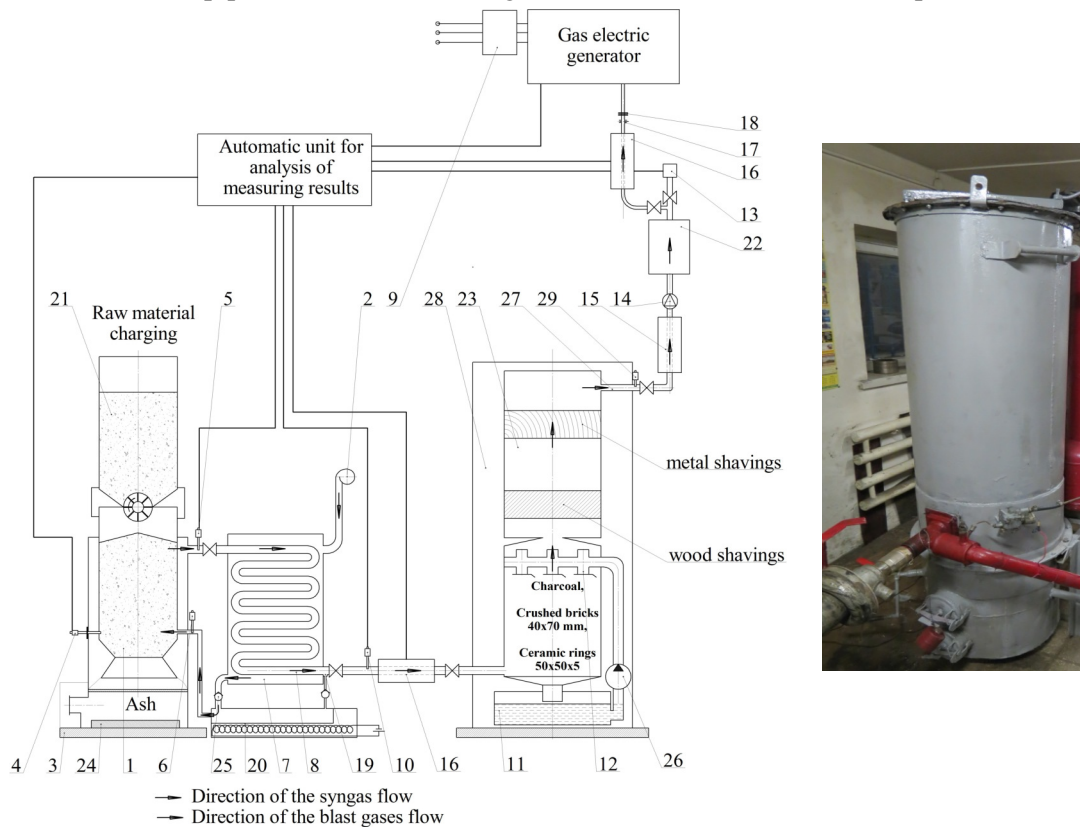 Gas electric
generator
18
17
16
13
Automatic unit for
analysis of
measuring results
22
21
5
2
9
28
23
27
15
14
29
Raw material
charging
metal shavings
wood shavings
Charcoal,
Crushed bricks
40x70 mm,
Ceramic rings
50x50x5
Ash
4
3
24
1
6
25
20
7
8
19
10
16
11
12
26
Direction of the syngas flow
Direction of the blast gases flow